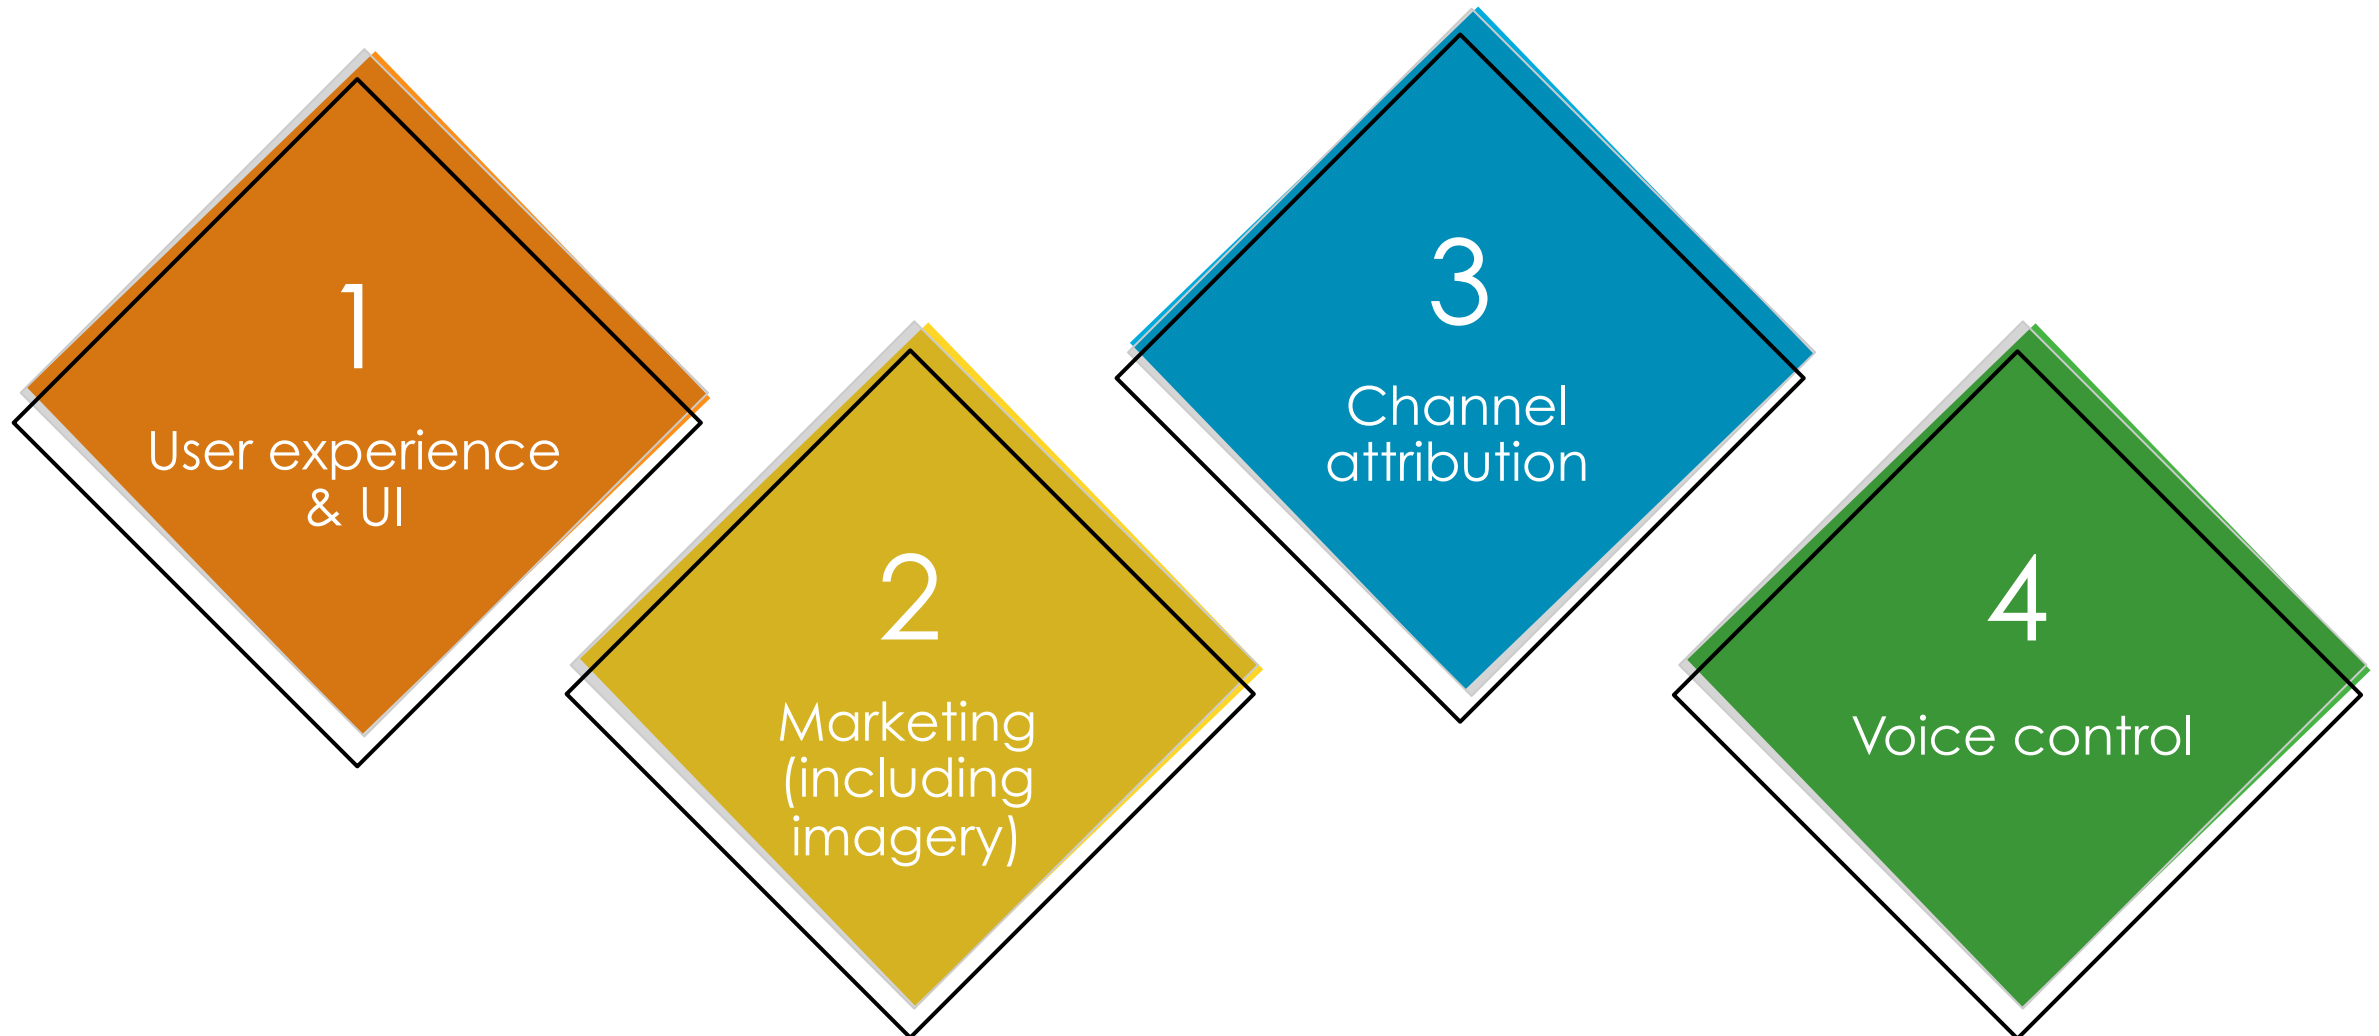 1
User experience
& UI
2
Marketing
(including
imagery)
3
Channel
attribution
4
Voice control